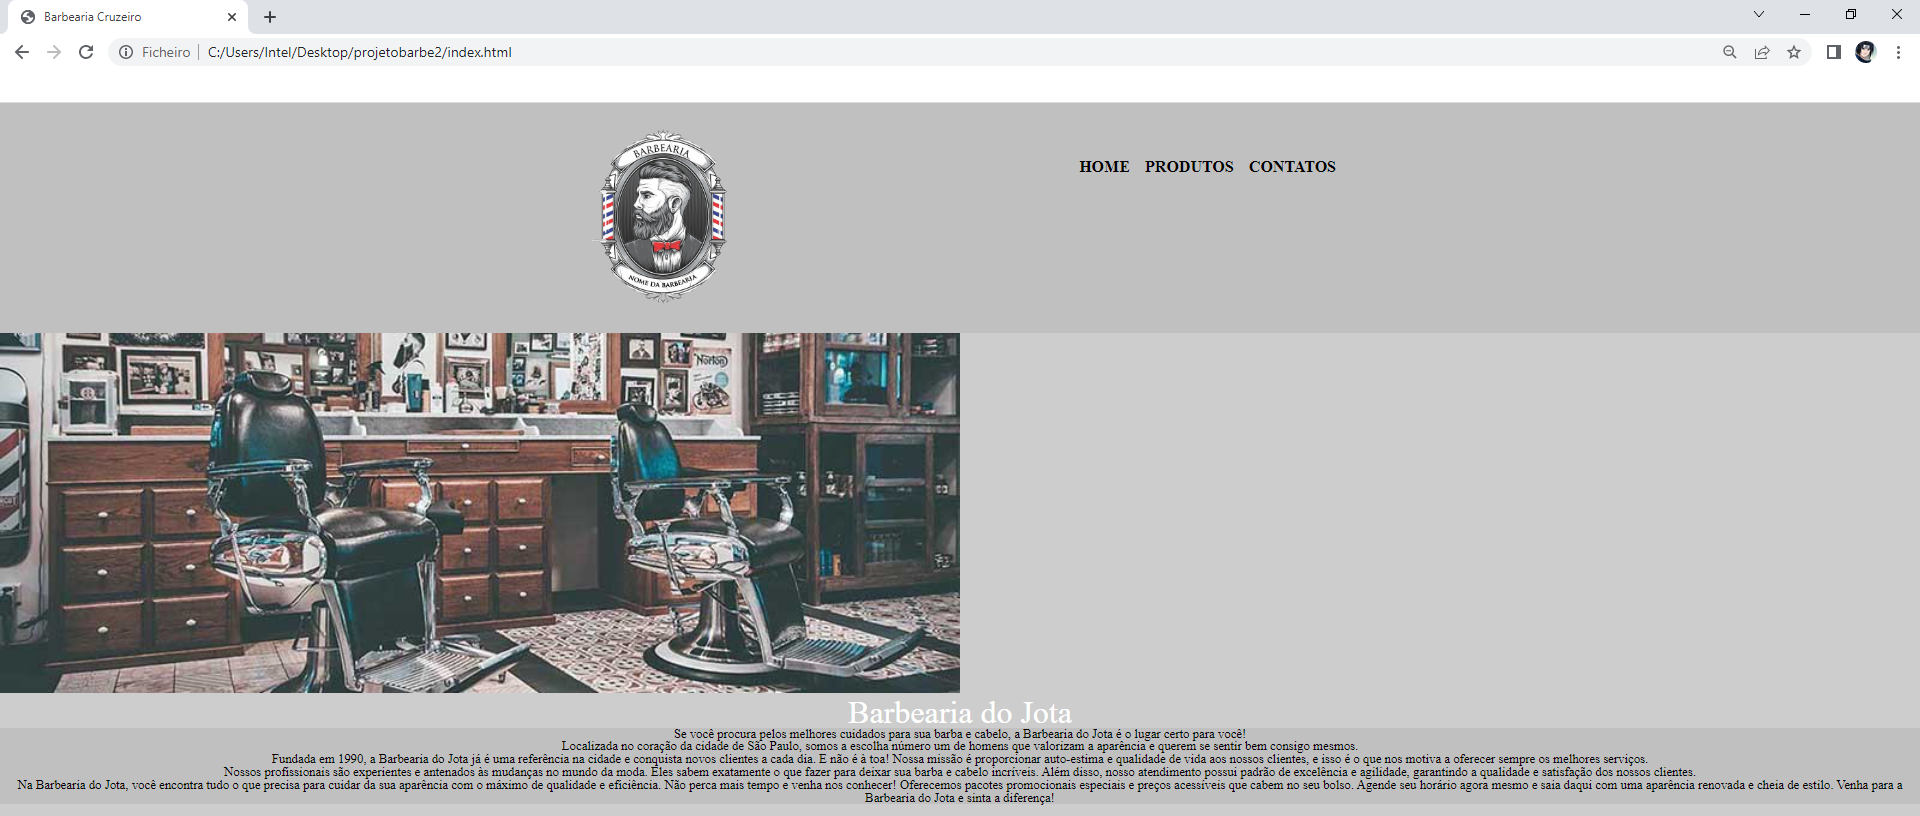 Barbearia Cruzeiro
Ficheiro
C:/Users/Intel/Desktop/projetobarbe2/index.html
BARBEARIA
NOME DA BARBEARIA
HOME PRODUTOS CONTATOS
Norton
Barbearia do Jota
Se você procura pelos melhores cuidados para sua barba e cabelo, a Barbearia do Jota é o lugar certo para você!
Localizada no coração da cidade de São Paulo, somos a escolha número um de homens que valorizam a aparência e querem se sentir bem consigo mesmos.
Fundada em 1990, a Barbearia do Jota já é uma referência na cidade e conquista novos clientes a cada dia. E não é à toa! Nossa missão é proporcionar auto-estima e qualidade de vida aos nossos clientes, e isso é o que nos motiva a oferecer sempre os melhores serviços.
Nossos profissionais são experientes e antenados às mudanças no mundo da moda. Eles sabem exatamente o que fazer para deixar sua barba e cabelo incríveis. Além disso, nosso atendimento possui padrão de excelência e agilidade, garantindo a qualidade e satisfação dos nossos clientes.
Na Barbearia do Jota, você encontra tudo o que precisa para cuidar da sua aparência com o máximo de qualidade e eficiência. Não perca mais tempo e venha nos conhecer! Oferecemos pacotes promocionais especiais e preços acessíveis que cabem no seu bolso. Agende seu horário agora mesmo e saia daqui com uma aparência renovada e cheia de estilo. Venha para a
Barbearia do Jota e sinta a diferença!